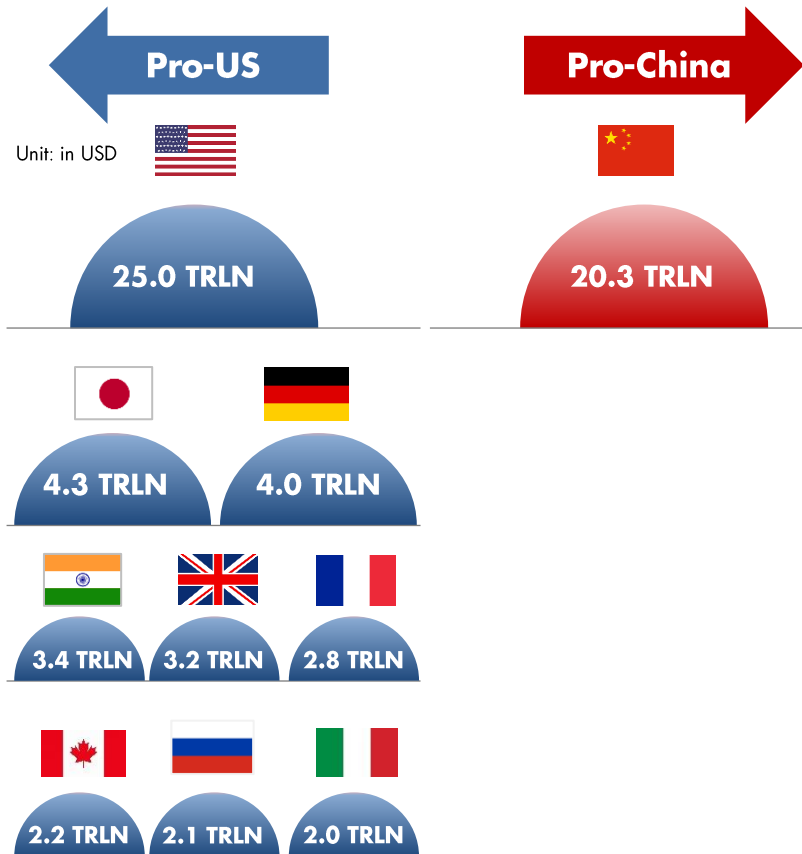 Pro-US
Pro-China
Unit: in USD
25.0 TRLN
20.3 TRLN
4.3 TRLN
4.0 TRLN
3.4 TRLN
3.2 TRLN
2.8 TRLN
2.2 TRLN
2.1 TRLN
2.0 TRLN